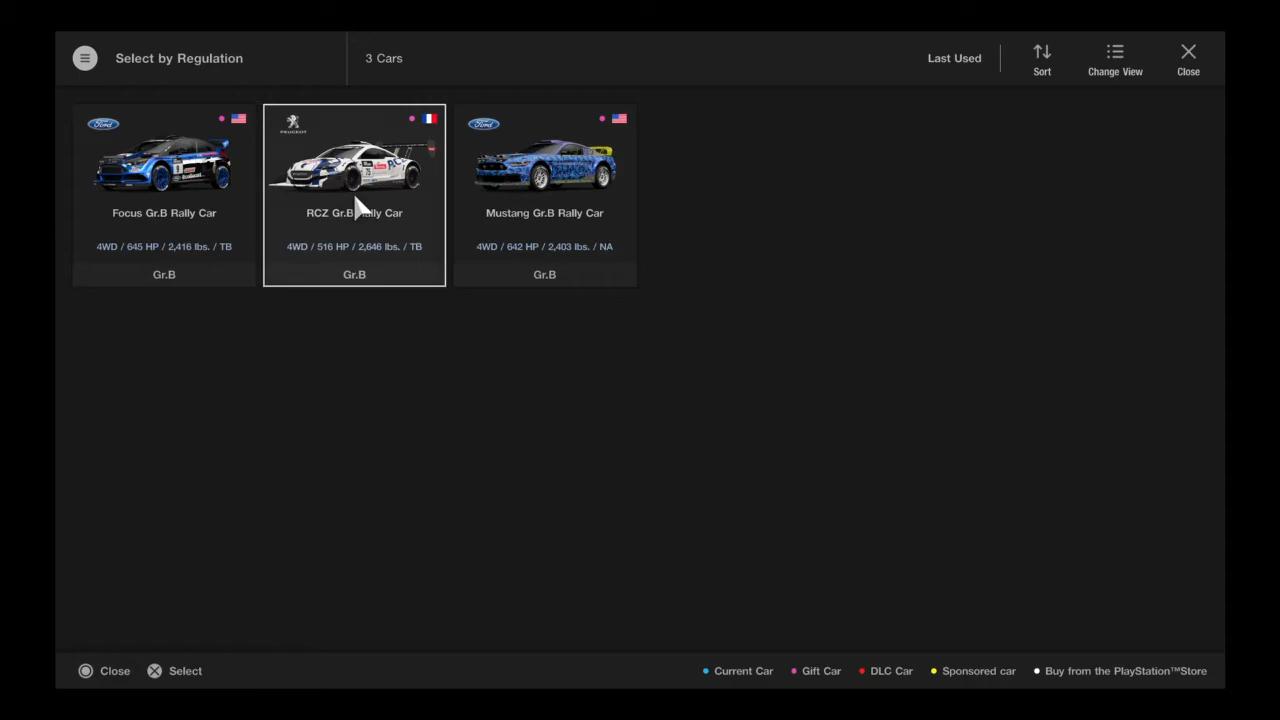 Select by Regulation
3 Cars
Last Used
Sort
Change View
Close
Ford
Focus Gr.B Rally Car
4WD / 645 HP / 2,416 lbs. / TB
Gr.B
PEUGEOT
RCZ Gr.B Rally Car
4WD / 516 HP / 2,646 lbs. / TB
Gr.B
Ford
Mustang Gr.B Rally Car
4WD / 642 HP / 2,403 lbs. / NA
Gr.B
Close
Select
Current Car
Gift Car
DLC Car
Sponsored car
Buy from the PlayStation™Store